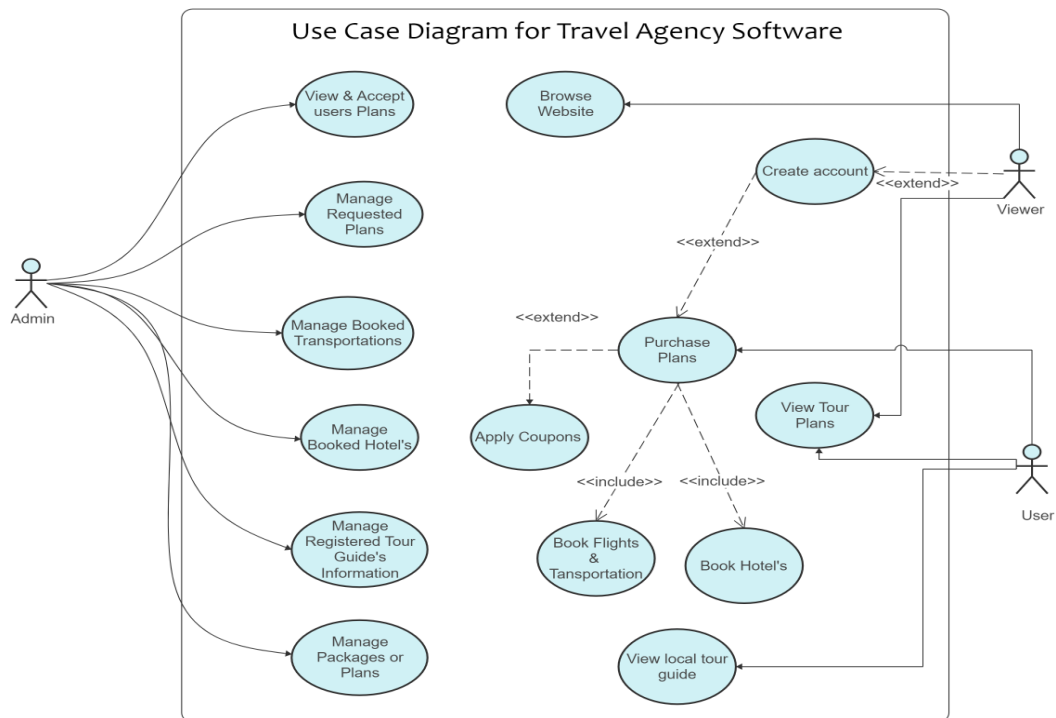 Use Case Diagram for Travel Agency Software
View & Accept
users Plans
Browse
Website
Create account
<<extend>>
Viewer
Manage
Requested
Plans
<<extend>>
Admin
Manage Booked
Transportations
<<extend>>
Purchase
Plans
View Tour
Plans
Manage
Booked Hotel's
Apply Coupons
<<include>>
<<include>>
User
Manage
Registered Tour
Guide's
Information
Book Flights
&
Tansportation
Book Hotel's
Manage
Packages or
Plans
View local tour
guide